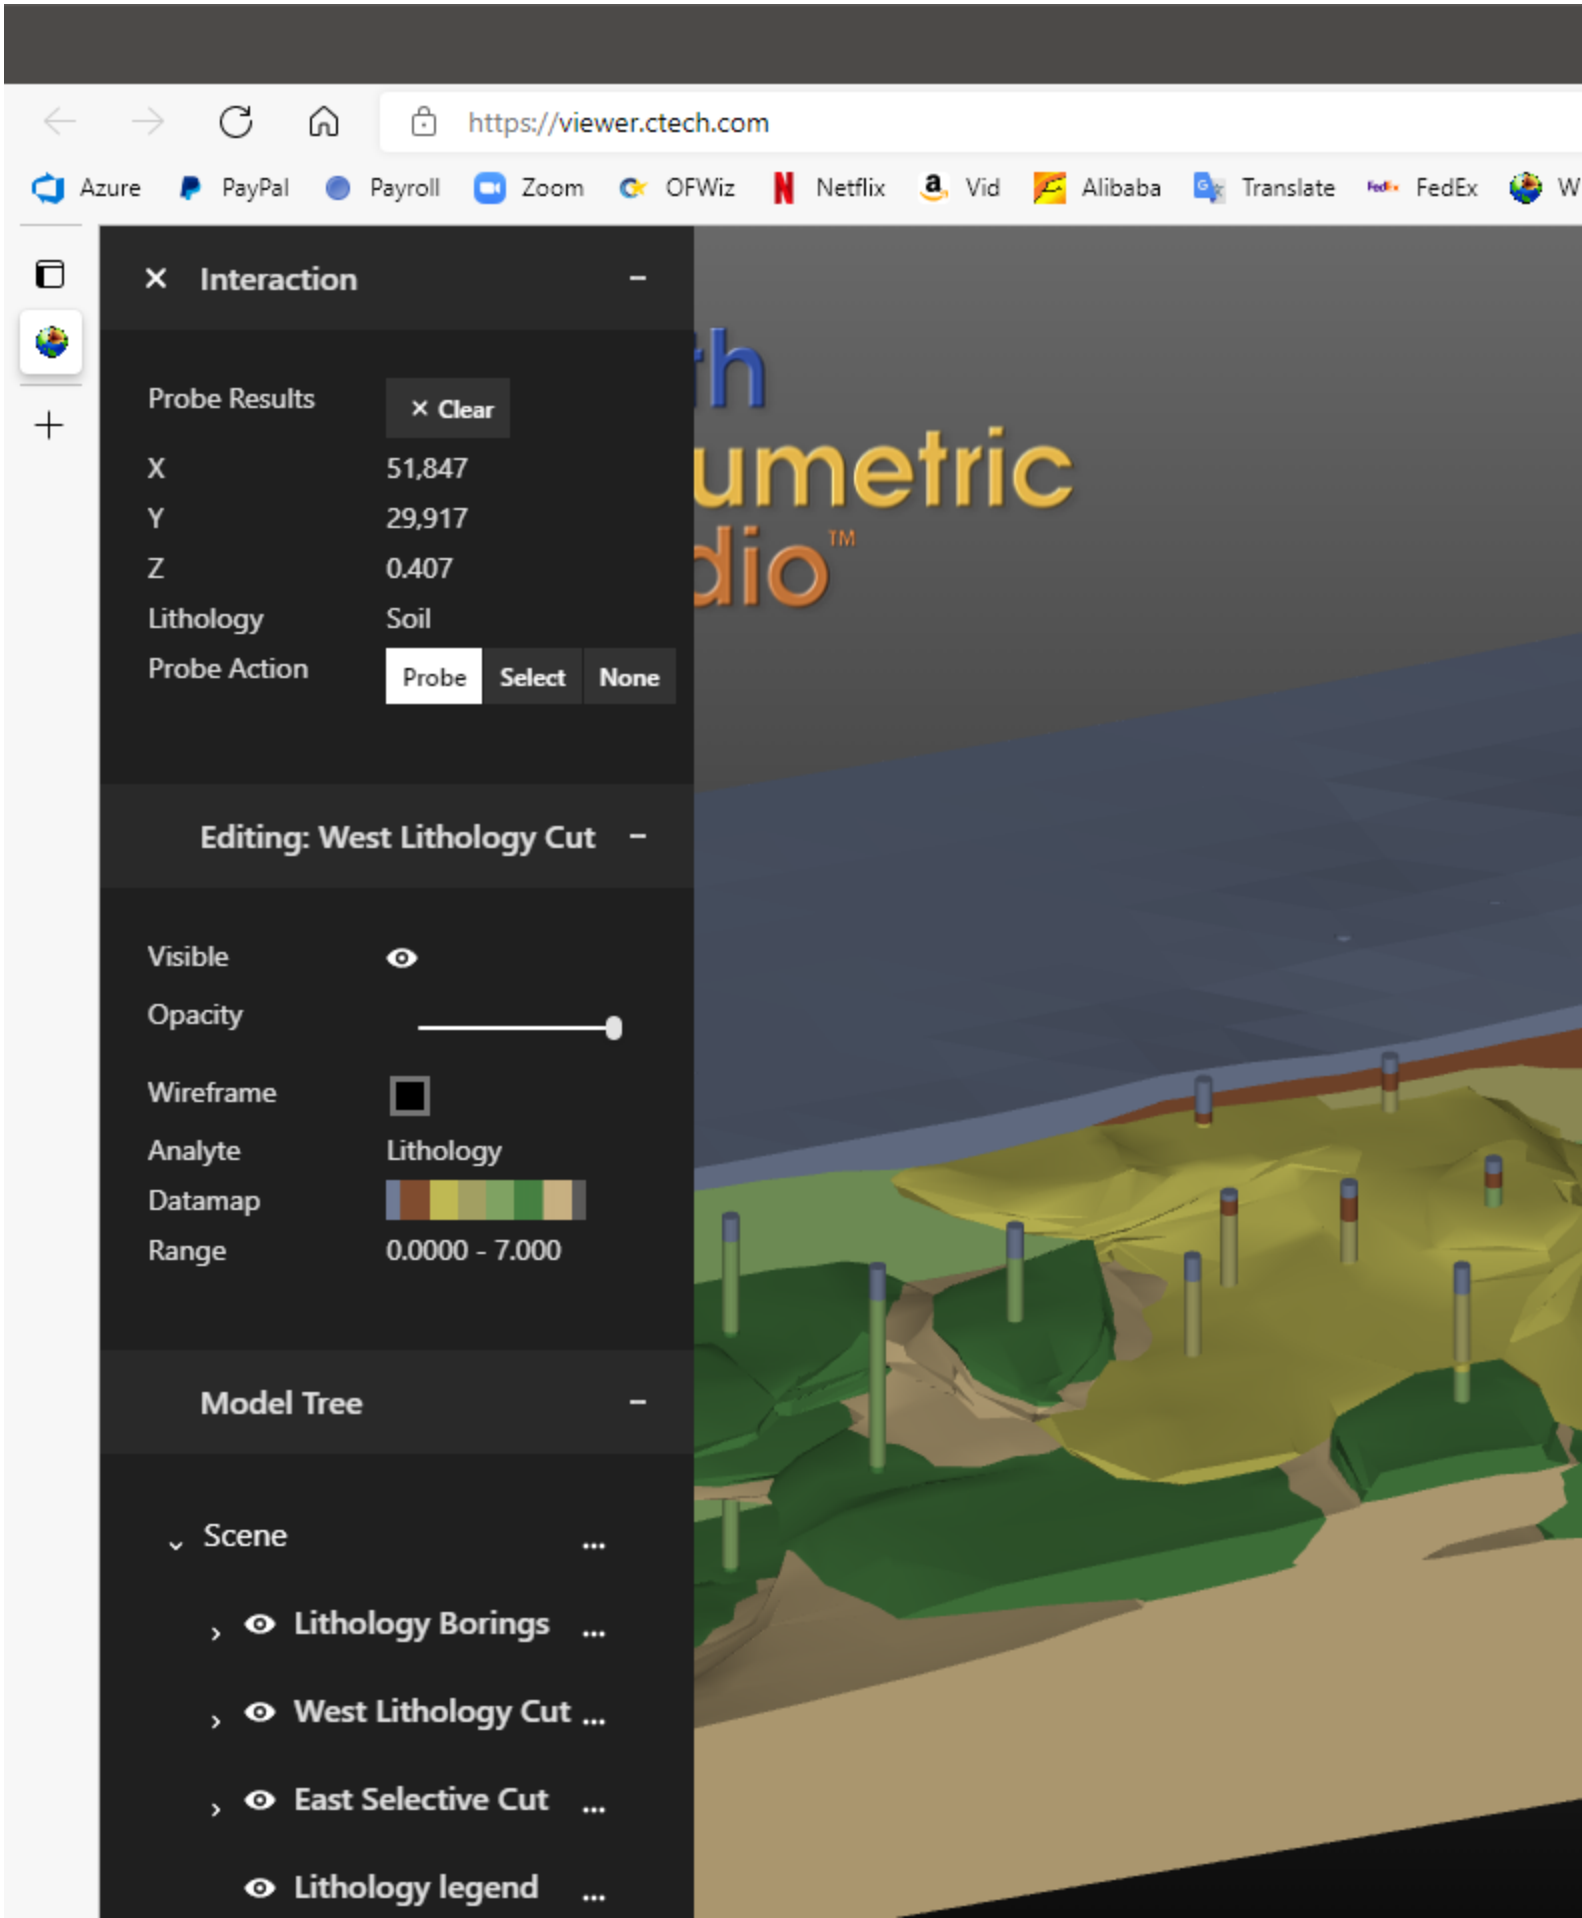 https://viewer.ctech.com
Azure PayPal Payroll Zoom OFWiz Netflix Vid Alibaba Translate FedEx W
Interaction
Probe Results
Clear
X 51,847
Y 29,917
Z 0.407
Lithology Soil
Probe Action Probe Select None
Editing: West Lithology Cut
Visible
Opacity
Wireframe
Analyte Lithology
Datamap
Range 0.0000 - 7.000
Model Tree
Scene ...
Lithology Borings ...
West Lithology Cut ...
East Selective Cut ...
Lithology legend ...
th
umetric
dio™